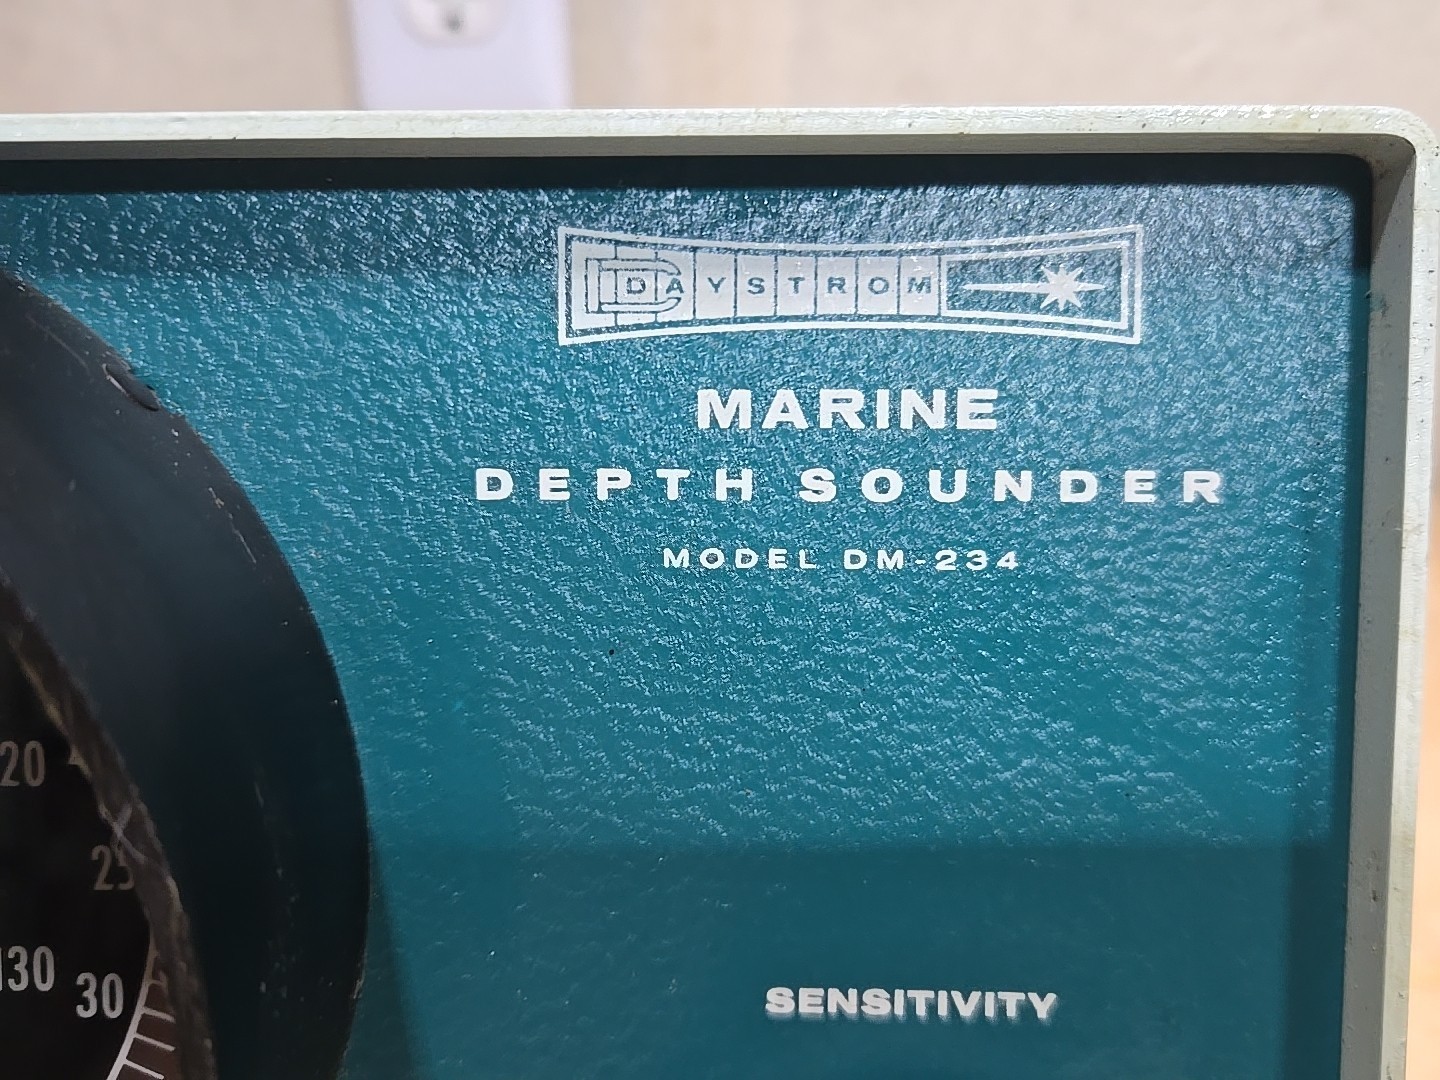 DAYSTROM
MARINE
DEPTH SOUNDER
MODEL DM-234
20
25
130 30
SENSITIVITY